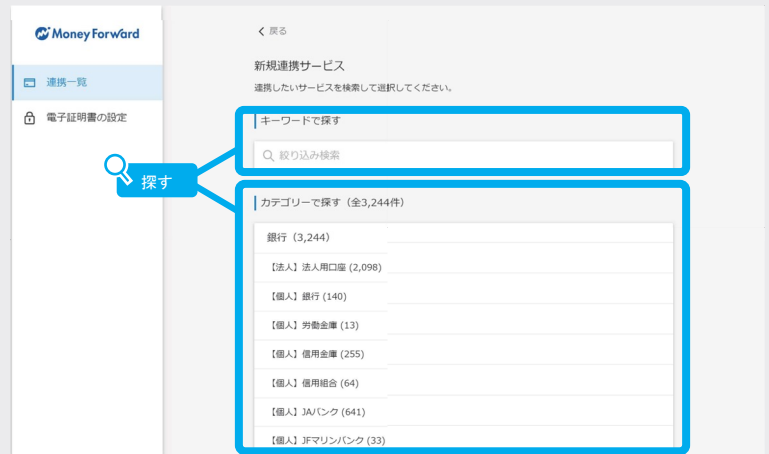 Money Forward
連携一覧
電子証明書の設定
戻る
新規連携サービス
連携したいサービスを検索して選択してください。
キーワードで探す
絞り込み検索
探す
カテゴリーで探す（全3,244件）
銀行（3,244）
【法人】法人用口座 (2,098)
【個人】銀行 (140)
【個人】労働金庫 (13)
【個人】信用金庫 (255)
【個人】信用組合 (64)
【個人】JAバンク (641)
【個人】JFマリンバンク (33)